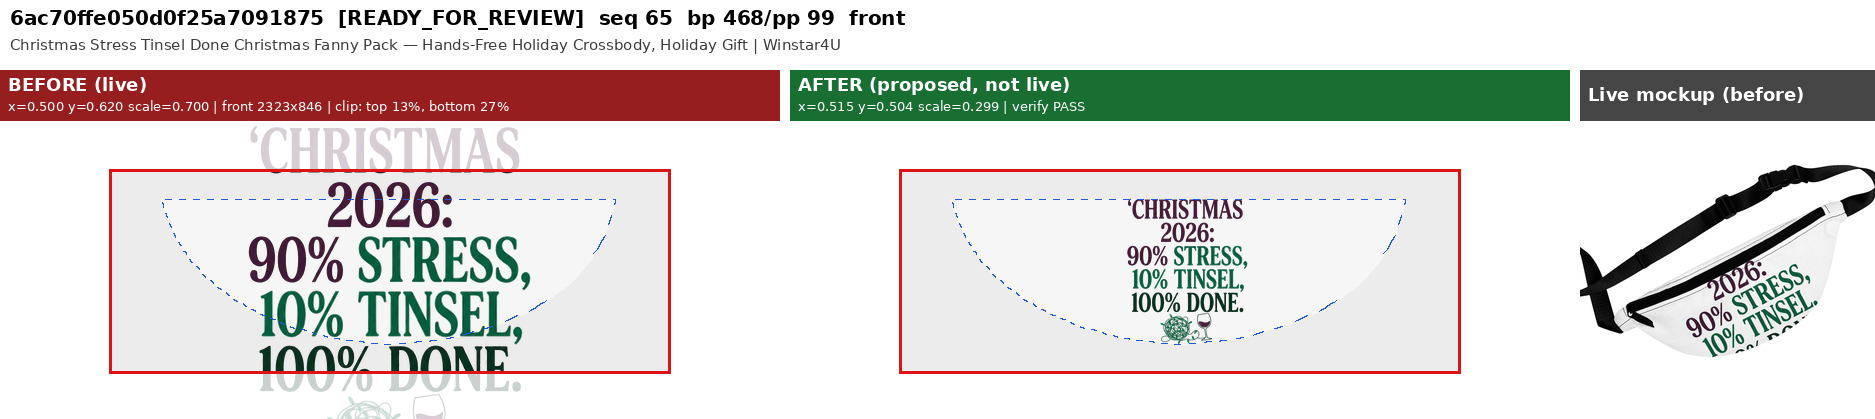 6ac70ffe050d0f25a7091875 [READY_FOR_REVIEW] seq 65 bp 468/pp 99 front
Christmas Stress Tinsel Done Christmas Fanny Pack — Hands-Free Holiday Crossbody, Holiday Gift | Winstar4U
BEFORE (live)
x=0.500 y=0.620 scale=0.700 | front 2323x846 | clip: top 13%, bottom 27%
‘CHRISTMAS
2026:
90% STRESS,
10% TINSEL,
100% DONE.
AFTER (proposed, not live)
x=0.515 y=0.504 scale=0.299 | verify PASS
‘CHRISTMAS
2026:
90% STRESS,
10% TINSEL,
100% DONE.
Live mockup (before)
2026:
90% STRESS,
10% TINSEL,